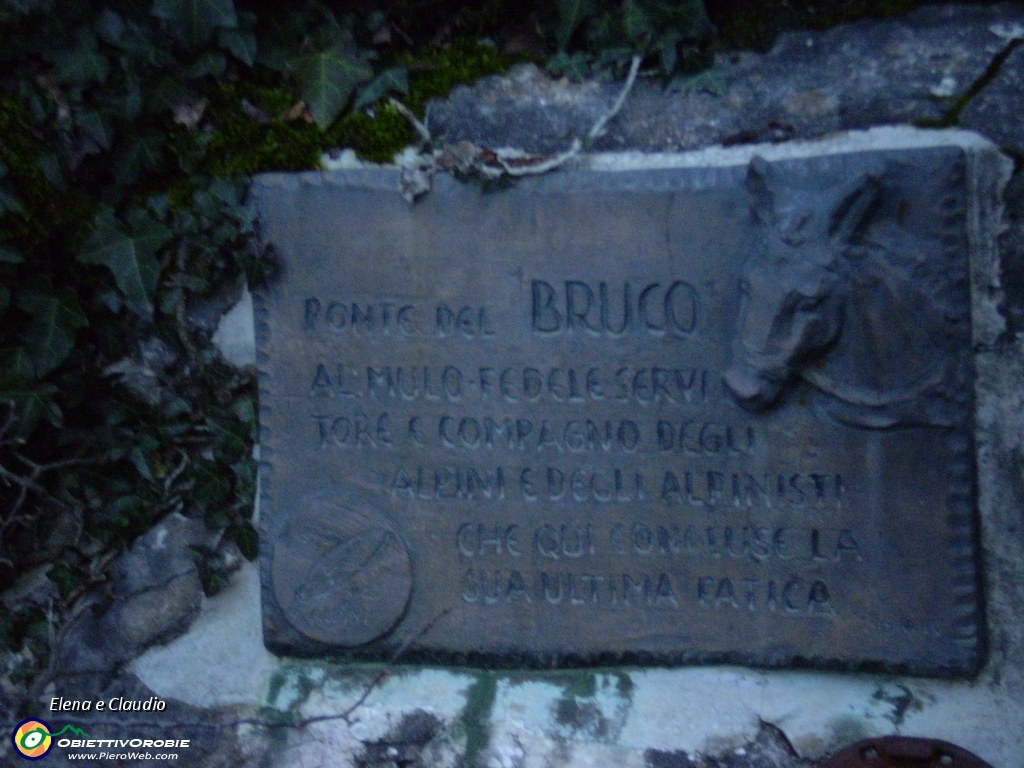 PONTE DEL BRUCO
AL MULO·FEDELE SERVI
TORE E COMPAGNO DEGLI
ALPINI E DEGLI ALPINISTI
CHE QUI CONCLUSE LA
SUA ULTIMA FATICA
Elena e Claudio
OBIETTIVOROBIE
www.PieroWeb.com